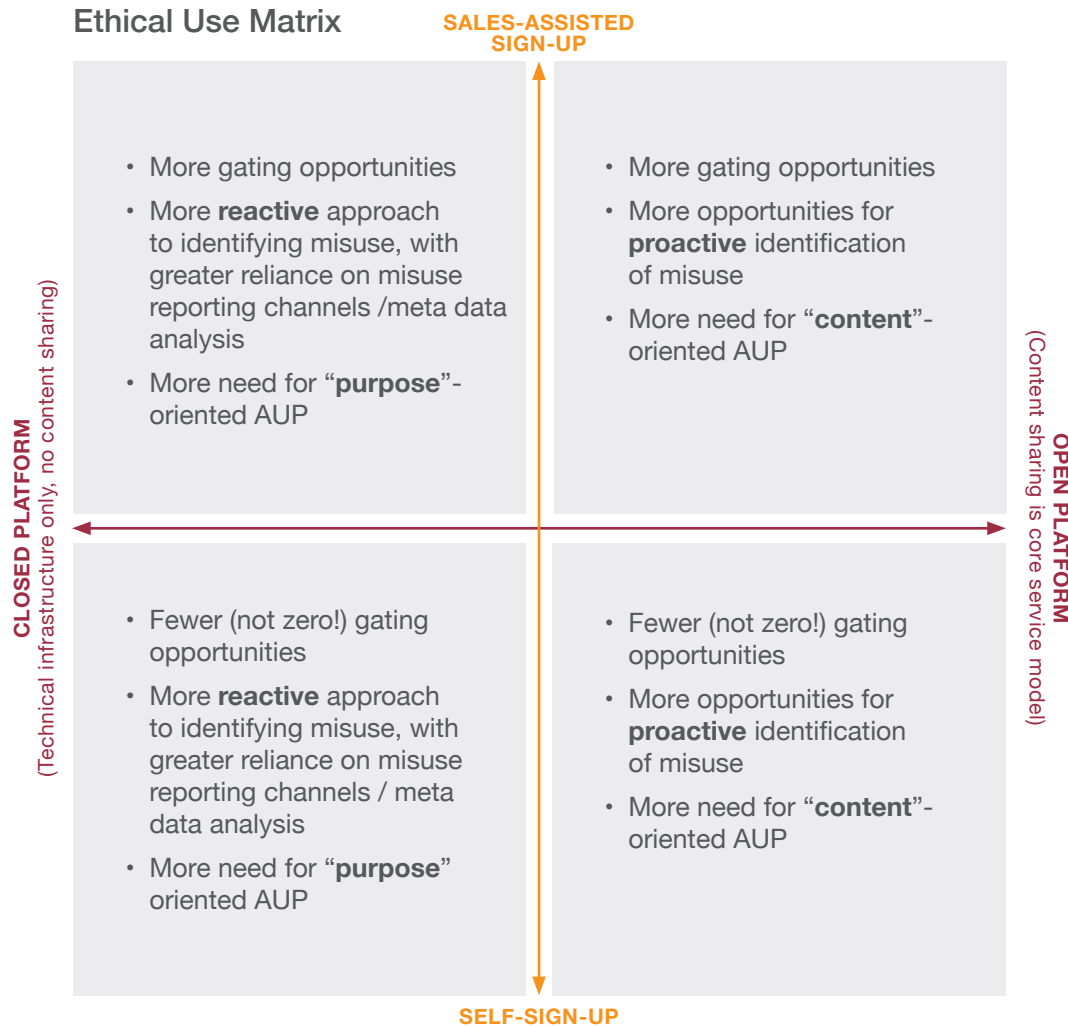 Ethical Use Matrix
SALES-ASSISTED
SIGN-UP
• More gating opportunities
• More reactive approach
to identifying misuse, with
greater reliance on misuse
reporting channels /meta data
analysis
• More need for “purpose”-
oriented AUP
• More gating opportunities
• More opportunities for
proactive identification
of misuse
• More need for “content”-
oriented AUP
CLOSED PLATFORM
(Technical infrastructure only, no content sharing)
OPEN PLATFORM
(Content sharing is core service model)
• Fewer (not zero!) gating
opportunities
• More reactive approach
to identifying misuse, with
greater reliance on misuse
reporting channels / meta
data analysis
• More need for “purpose”
oriented AUP
• Fewer (not zero!) gating
opportunities
• More opportunities for
proactive identification
of misuse
• More need for “content”-
oriented AUP
SELF-SIGN-UP